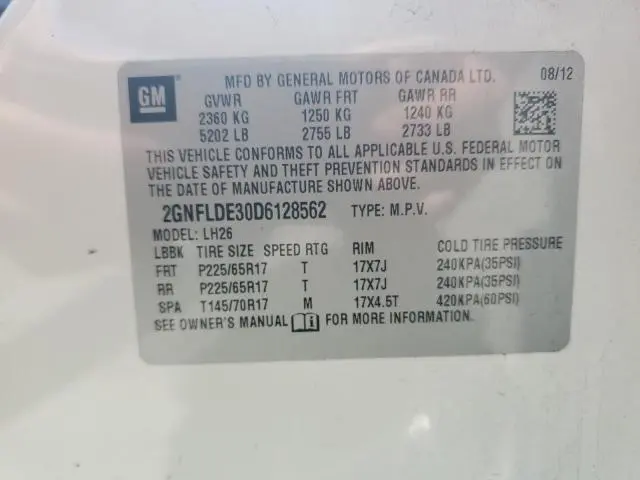 GM
MFD BY GENERAL MOTORS OF CANADA LTD. 08/12
GVWR GAWR FRT GAWR RR
2360 KG 1250 KG 1240 KG
5202 LB 2755 LB 2733 LB
THIS VEHICLE CONFORMS TO ALL APPLICABLE U.S. FEDERAL MOTOR
VEHICLE SAFETY AND THEFT PREVENTION STANDARDS IN EFFECT ON
THE DATE OF MANUFACTURE SHOWN ABOVE.
2GNFLDE30D6128562 TYPE: M.P.V.
MODEL: LH26
LBBK TIRE SIZE SPEED RTG RIM COLD TIRE PRESSURE
FRT P225/65R17 T 17X7J 240KPA(35PSI)
RR P225/65R17 T 17X7J 240KPA(35PSI)
SPA T145/70R17 M 17X4.5T 420KPA(60PSI)
SEE OWNER'S MANUAL FOR MORE INFORMATION.